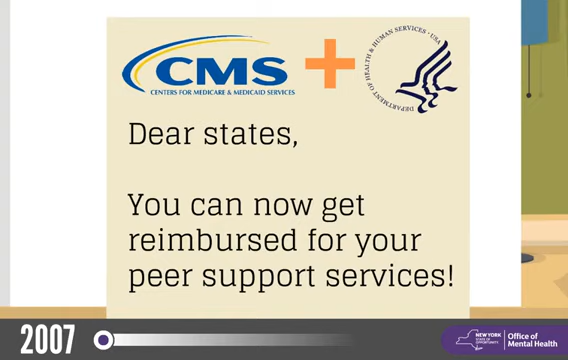 CMS
CENTERS FOR MEDICARE & MEDICAID SERVICES
DEPARTMENT OF HEALTH & HUMAN SERVICES · USA
Dear states,
You can now get
reimbursed for your
peer support services!
2007
NEW YORK
STATE OF
OPPORTUNITY
Office of
Mental Health